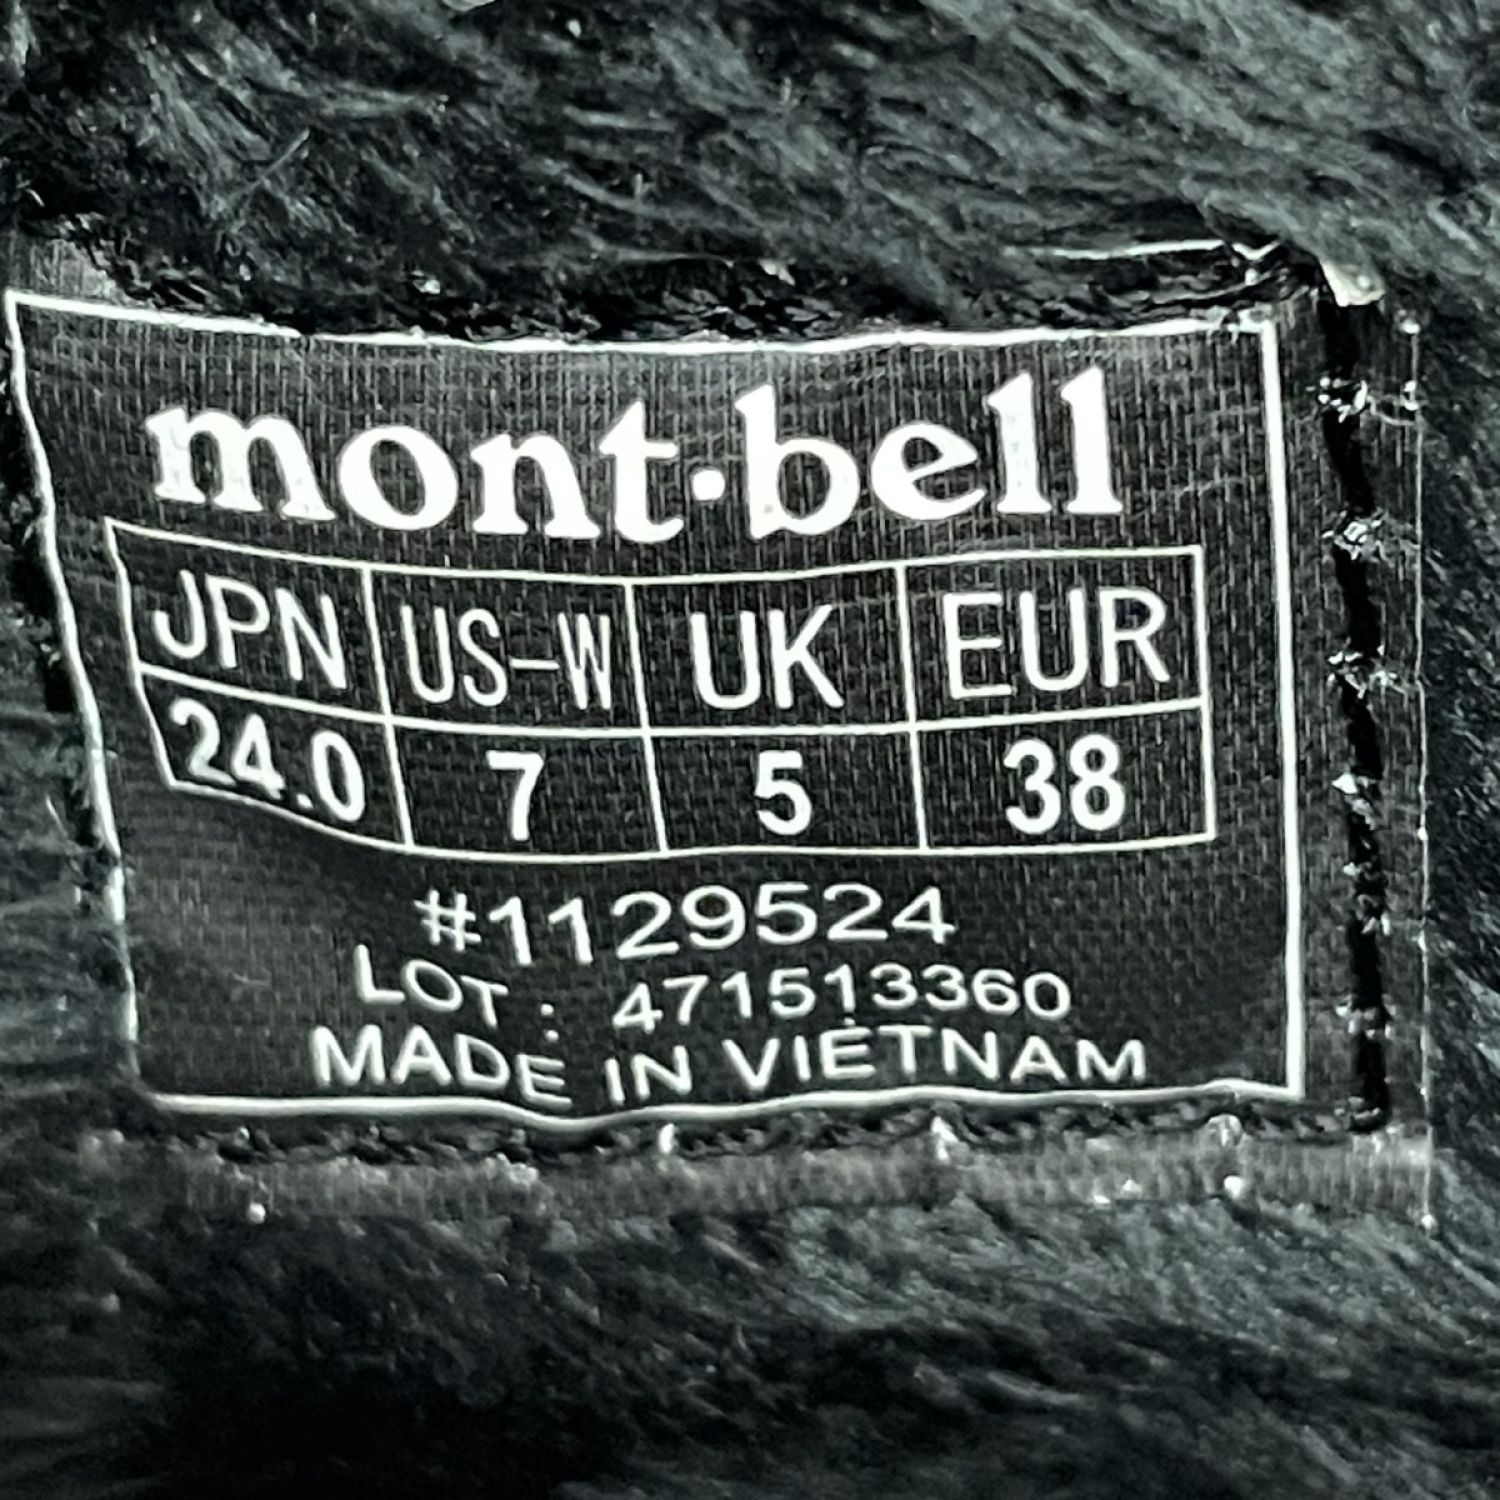 mont·bell
JPN US-W UK EUR
24.0 7 5 38
#1129524
LOT : 471513360
MADE IN VIETNAM